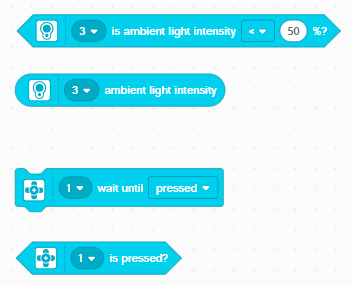 3 is ambient light intensity < 50 %?
3 ambient light intensity
1 wait until pressed
1 is pressed?